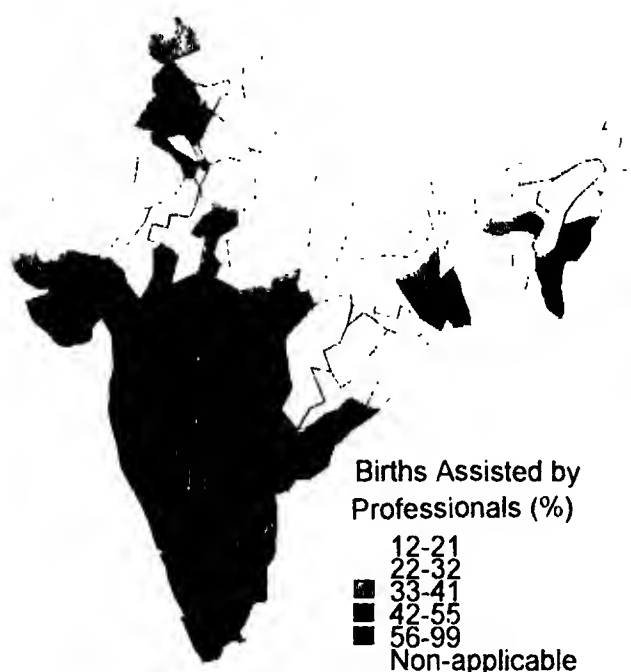 Births Assisted by
Professionals (%)
12-21
22-32
33-41
42-55
56-99
Non-applicable